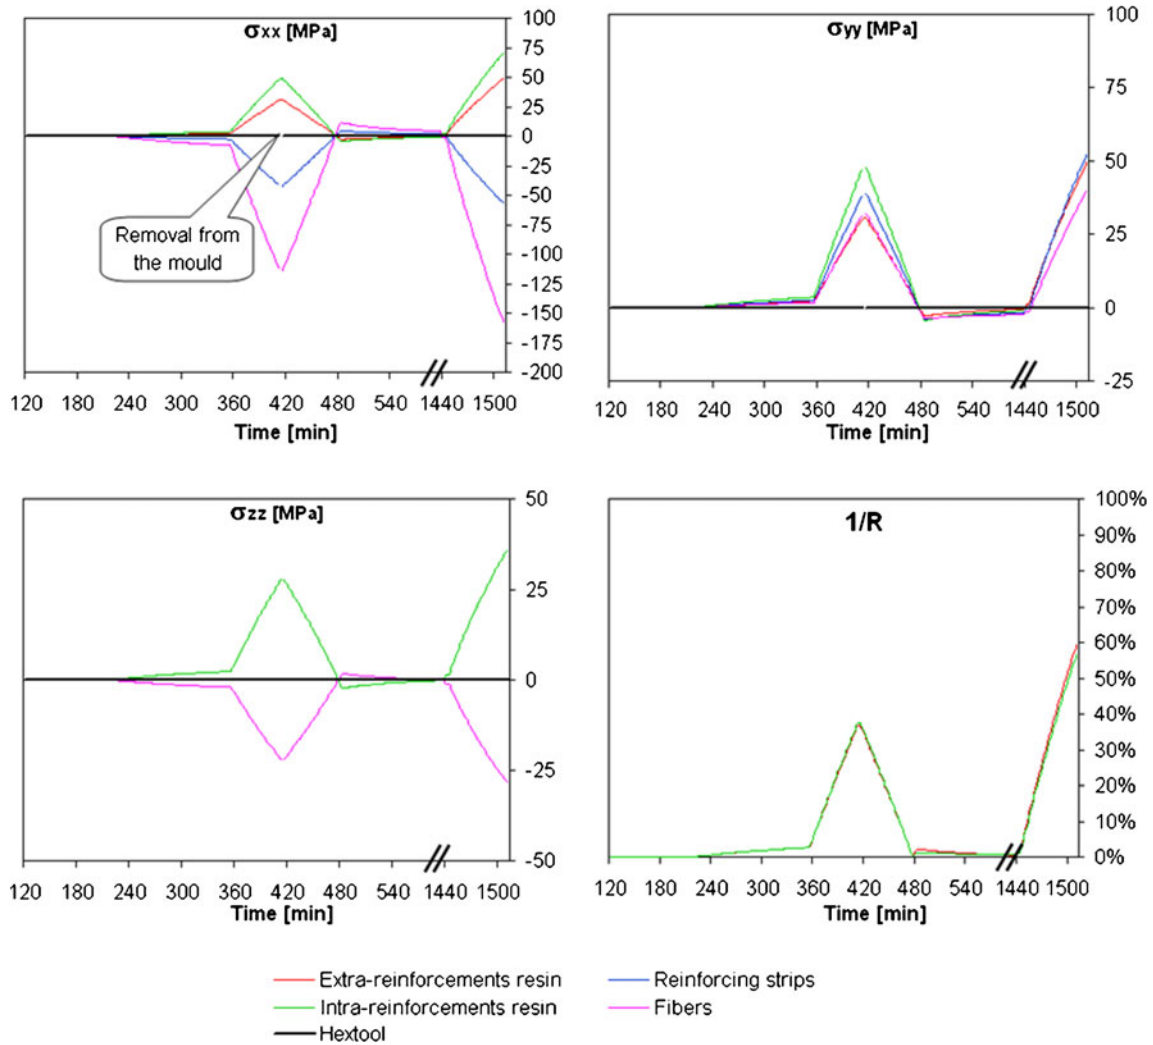 σxx [MPa]
100
75
50
25
0
-25
-50
-75
-100
-125
-150
-175
-200
Removal from
the mould
120 180 240 300 360 420 480 540 1440 1500
Time [min]
σyy [MPa]
100
75
50
25
0
-25
120 180 240 300 360 420 480 540 1440 1500
Time [min]
σzz [MPa]
50
25
0
-25
-50
120 180 240 300 360 420 480 540 1440 1500
Time [min]
1/R
100%
90%
80%
70%
60%
50%
40%
30%
20%
10%
0%
120 180 240 300 360 420 480 540 1440 1500
Time [min]
Extra-reinforcements resin
Reinforcing strips
Intra-reinforcements resin
Fibers
Hextool